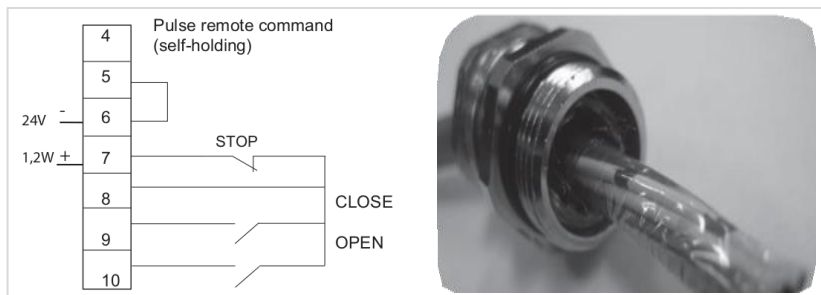 Pulse remote command
(self-holding)
4
5
24V - 6
1,2W + 7
STOP
8
CLOSE
9
OPEN
10